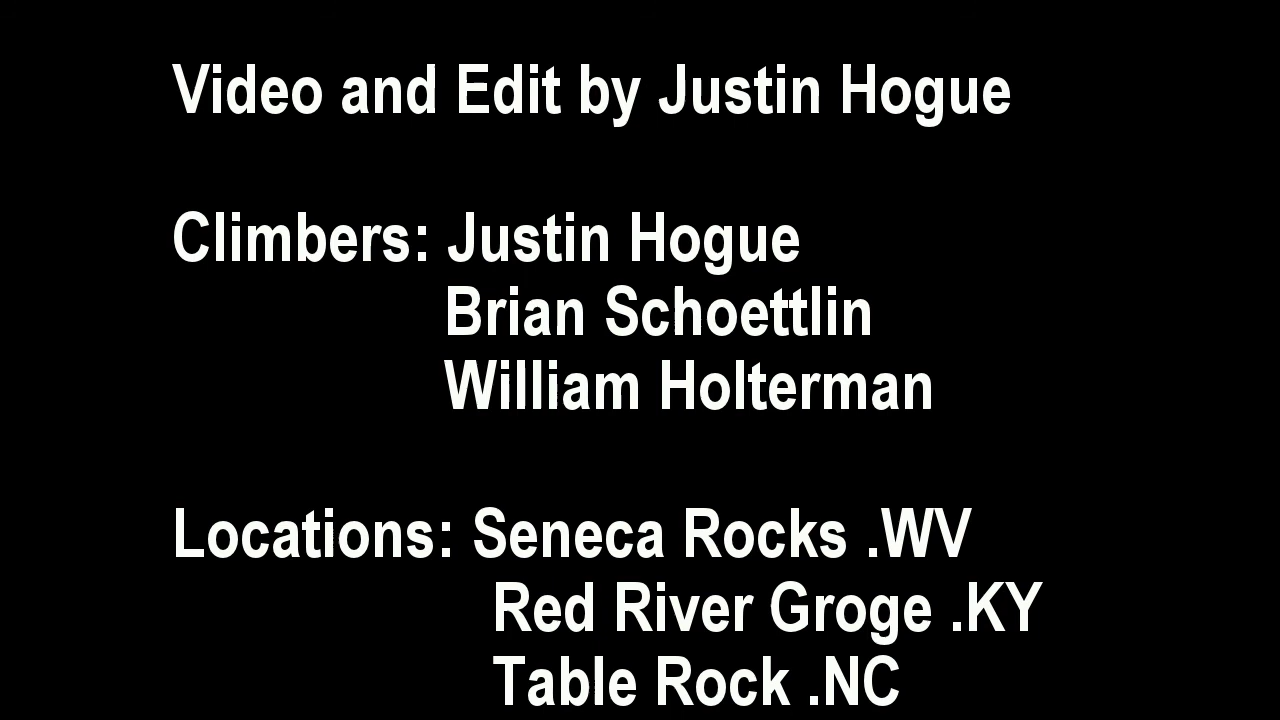 Video and Edit by Justin Hogue
Climbers: Justin Hogue
Brian Schoettlin
William Holterman
Locations: Seneca Rocks .WV
Red River Groge .KY
Table Rock .NC